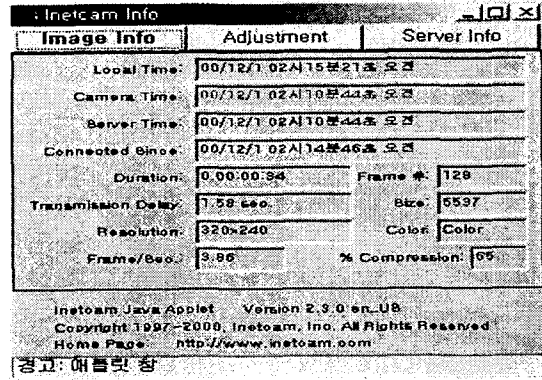 Inetcam Info
Image Info Adjustment Server Info
Local Time: 00/12/1 02시15분21초 오전
Camera Time: 00/12/1 02시10분44초 오전
Server Time: 00/12/1 02시10분44초 오전
Connected Since: 00/12/1 02시14분46초 오전
Duration: 0,00:00:34 Frame #: 128
Transmission Delay: 1.58 sec. Size: 5537
Resolution: 320x240 Color: Color
Frame/Sec.: 3.86 % Compression: 65
Inetcam Java Applet Version 2.3.0 en_US
Copyright 1997-2000, Inetcam, Inc. All Rights Reserved
Home Page: http://www.inetcam.com
경고: 애플릿 창